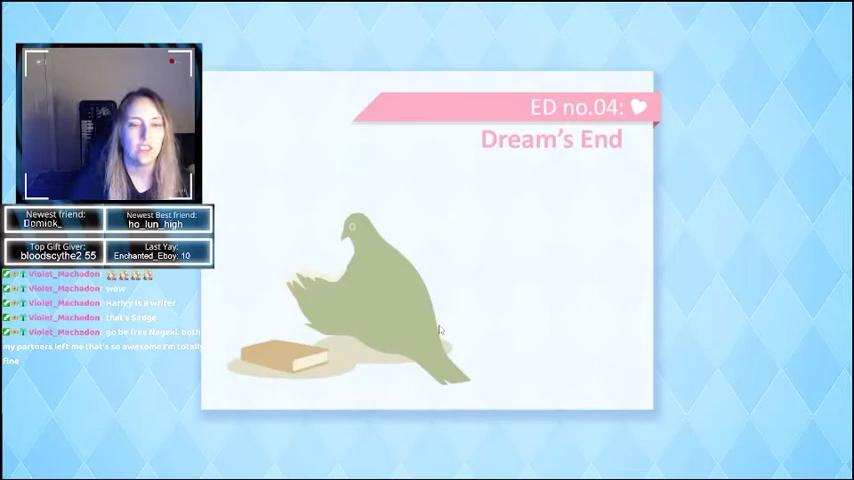 ED no.04:
Dream's End
Newest friend:
Domiok_
Newest Best friend:
ho_lun_high
Top Gift Giver:
bloodscythe2 55
Last Yay:
Enchanted_Eboy: 10
Violet_Machadon:
Violet_Machadon: wow
Violet_Machadon: Harley is a writer
Violet_Machadon: that's Sadge
Violet_Machadon: go be free Nageki. both
my partners left me that's so awesome I'm totally
fine